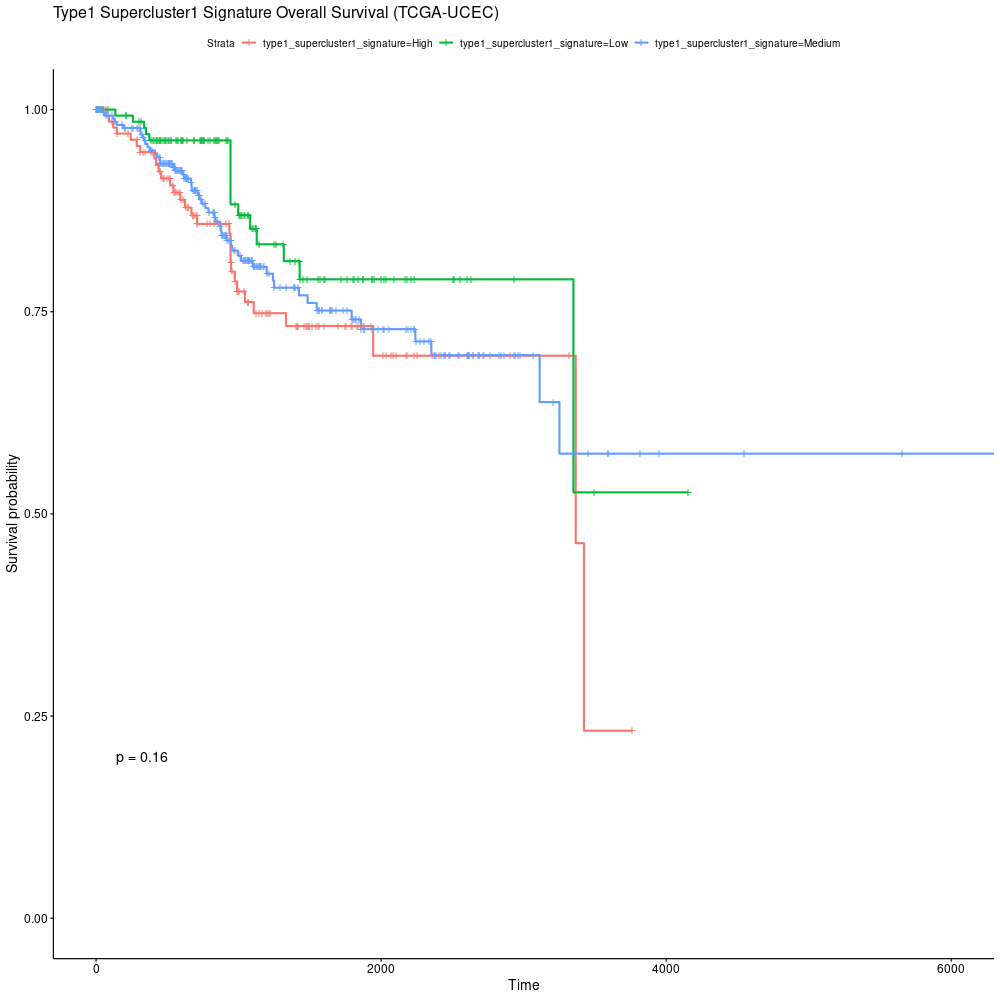 Type1 Supercluster1 Signature Overall Survival (TCGA-UCEC)
Strata type1_supercluster1_signature=High type1_supercluster1_signature=Low type1_supercluster1_signature=Medium
1.00
0.75
0.50
0.25
0.00
Survival probability
p = 0.16
0 2000 4000 6000
Time